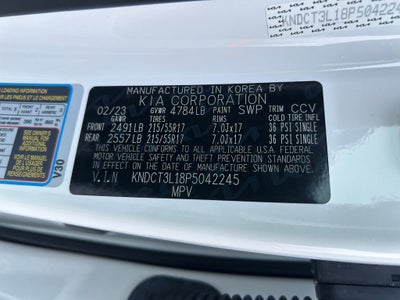 KNDCT3L18P5042245
MANUFACTURED IN KOREA BY
KIA CORPORATION
02/23 GVWR 4784LB PAINT SWP TRIM CCV
GAWR TIRES RIMS COLD TIRE INFL
FRONT 2491LB 215/55R17 7.0Jx17 36 PSI SINGLE
REAR 2557LB 215/55R17 7.0Jx17 36 PSI SINGLE
THIS VEHICLE CONFORMS TO ALL APPLICABLE U.S.A. FEDERAL
MOTOR VEHICLE SAFETY AND THEFT PREVENTION STANDARDS
IN EFFECT ON THE DATE OF MANUFACTURE SHOWN ABOVE.
V.I.N KNDCT3L18P5042245
MPV
V30